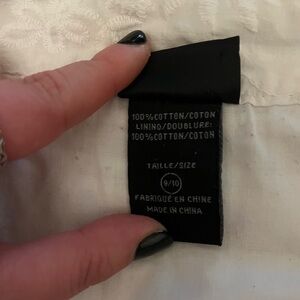 100%COTTON/COTON
LINING/DOUBLURE:
100%COTTON/COTON
TAILLE/SIZE
9/10
FABRIQUÉ EN CHINE
MADE IN CHINA